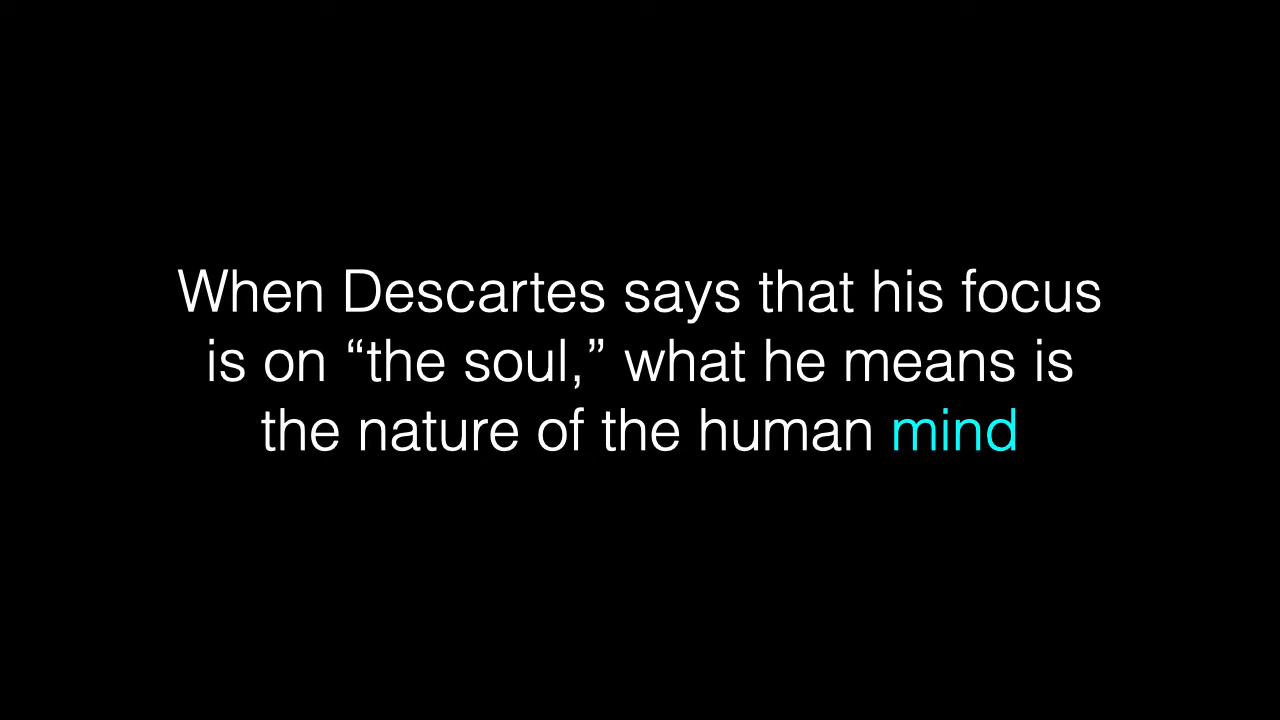 When Descartes says that his focus
is on “the soul,” what he means is
the nature of the human mind